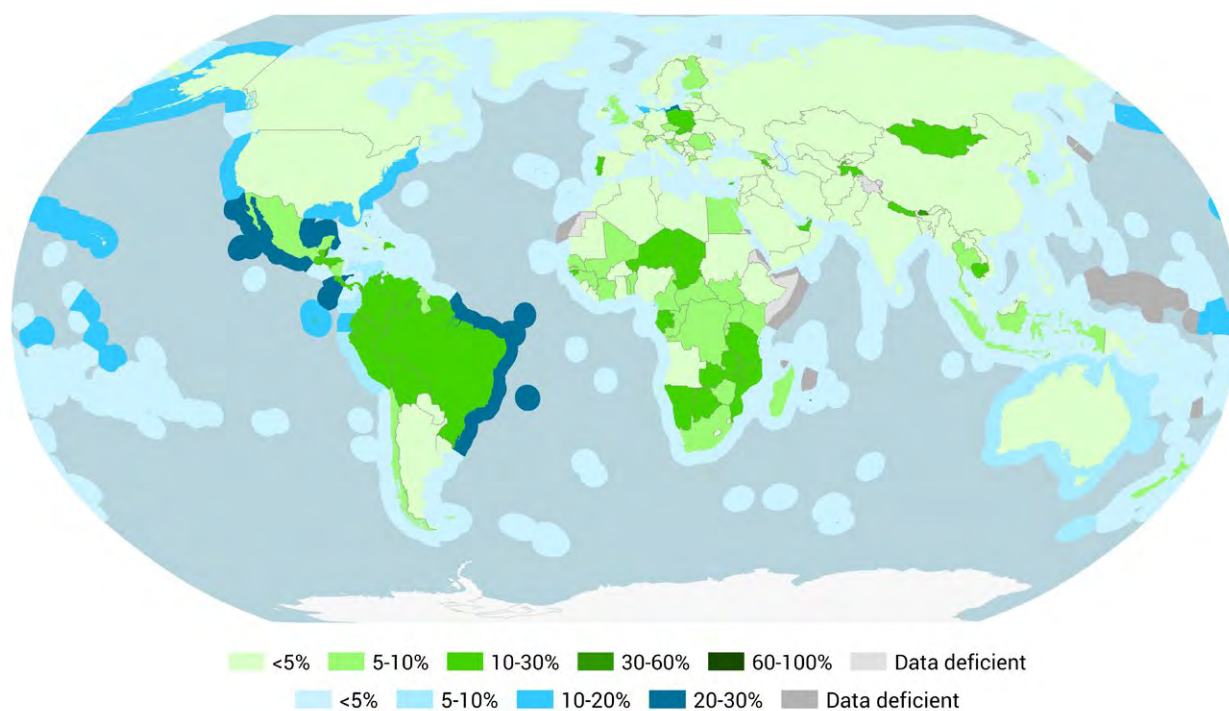 <5% 5-10% 10-30% 30-60% 60-100% Data deficient
<5% 5-10% 10-20% 20-30% Data deficient